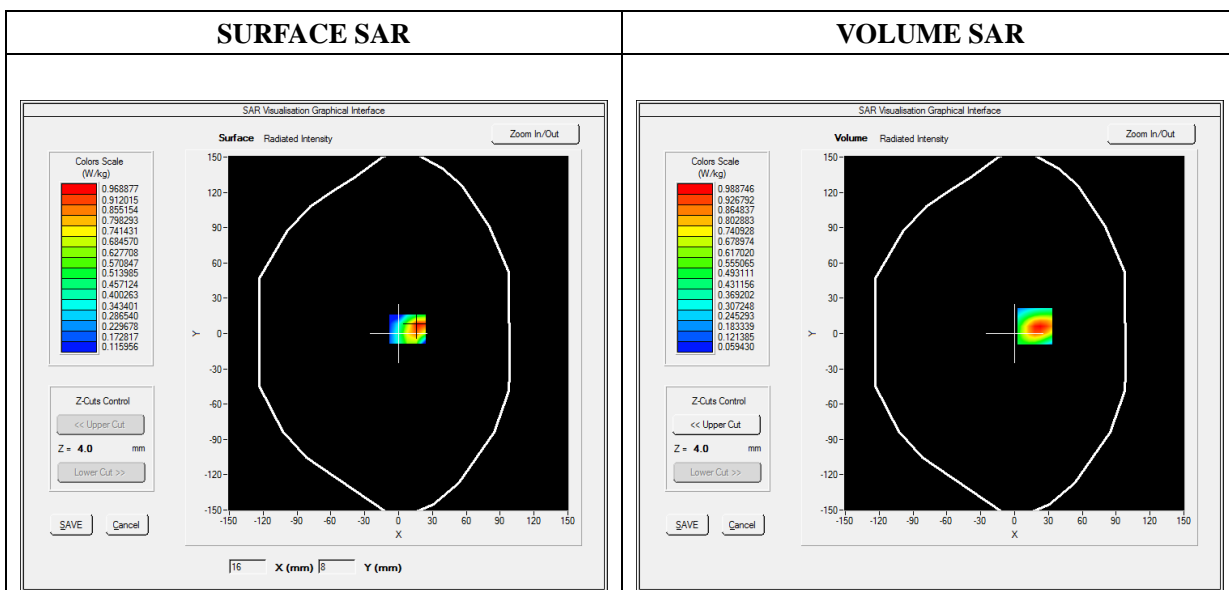 SURFACE SAR
VOLUME SAR
SAR Visualisation Graphical Interface
Surface Radiated Intensity
Zoom In/Out
Colors Scale
(W/kg)
0.968877
0.912015
0.855154
0.798293
0.741431
0.684570
0.627708
0.570847
0.513985
0.457124
0.400263
0.343401
0.286540
0.229678
0.172817
0.115956
Z-Cuts Control
<< Upper Cut
Z = 4.0 mm
Lower Cut >>
SAVE Cancel
150
120
90
60
30
0
-30
-60
-90
-120
-150
Y
-150 -120 -90 -60 -30 0 30 60 90 120 150
X
16 X (mm) 8 Y (mm)
SAR Visualisation Graphical Interface
Volume Radiated Intensity
Zoom In/Out
Colors Scale
(W/kg)
0.988746
0.926792
0.864837
0.802883
0.740928
0.678974
0.617020
0.555065
0.493111
0.431156
0.369202
0.307248
0.245293
0.183339
0.121385
0.059430
Z-Cuts Control
<< Upper Cut
Z = 4.0 mm
Lower Cut >>
SAVE Cancel
150
120
90
60
30
0
-30
-60
-90
-120
-150
Y
-150 -120 -90 -60 -30 0 30 60 90 120 150
X